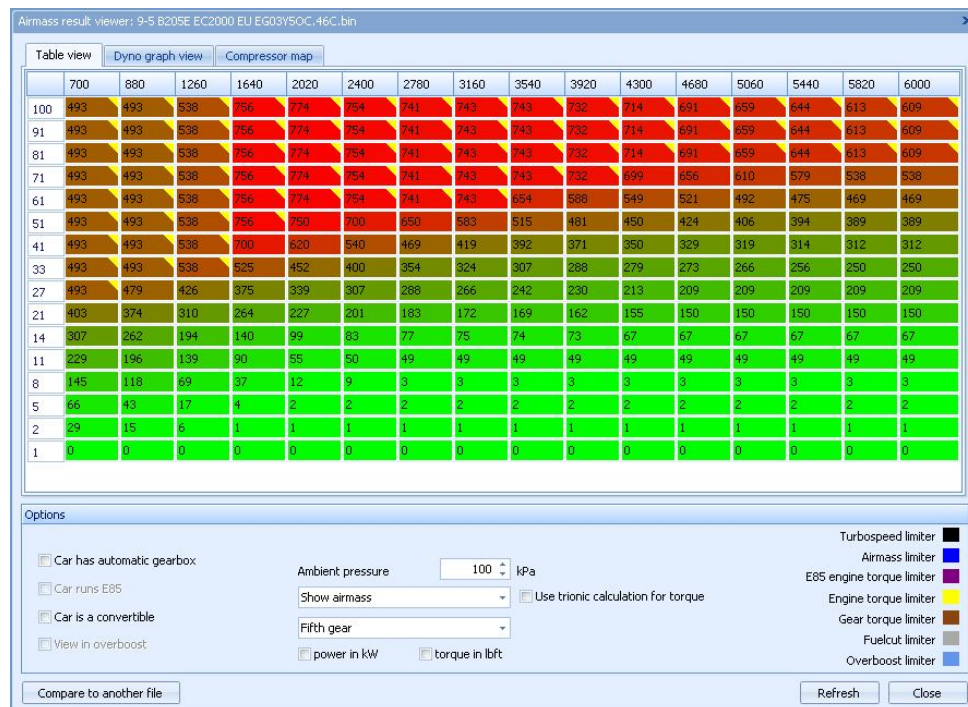 Airmass result viewer: 9-5 B205E EC2000 EU EG03Y5OC.46C.bin
Table view Dyno graph view Compressor map
700 880 1260 1640 2020 2400 2780 3160 3540 3920 4300 4680 5060 5440 5820 6000
100 493 493 538 756 774 754 741 743 743 732 714 691 659 644 613 609
91 493 493 538 756 774 754 741 743 743 732 714 691 659 644 613 609
81 493 493 538 756 774 754 741 743 743 732 714 691 659 644 613 609
71 493 493 538 756 774 754 741 743 743 732 699 656 610 579 538 538
61 493 493 538 756 774 754 741 743 654 588 549 521 492 475 469 469
51 493 493 538 756 750 700 650 583 515 481 450 424 406 394 389 389
41 493 493 538 700 620 540 469 419 392 371 350 329 319 314 312 312
33 493 493 538 525 452 400 354 324 307 288 279 273 266 256 250 250
27 493 479 426 375 339 307 288 266 242 230 213 209 209 209 209 209
21 403 374 310 264 227 201 183 172 169 162 155 150 150 150 150 150
14 307 262 194 140 99 83 77 75 74 73 67 67 67 67 67 67
11 229 196 139 90 55 50 49 49 49 49 49 49 49 49 49 49
8 145 118 69 37 12 9 3 3 3 3 3 3 3 3 3 3
5 66 43 17 4 2 2 2 2 2 2 2 2 2 2 2 2
2 29 15 6 1 1 1 1 1 1 1 1 1 1 1 1 1
1 0 0 0 0 0 0 0 0 0 0 0 0 0 0 0 0
Options
Turbospeed limiter
Car has automatic gearbox
Airmass limiter
Ambient pressure 100 kPa
E85 engine torque limiter
Car runs E85
Show airmass
Use trionic calculation for torque
Engine torque limiter
Car is a convertible
Gear torque limiter
Fifth gear
Fuelcut limiter
View in overboost
power in kW
torque in lbft
Overboost limiter
Compare to another file
Refresh
Close